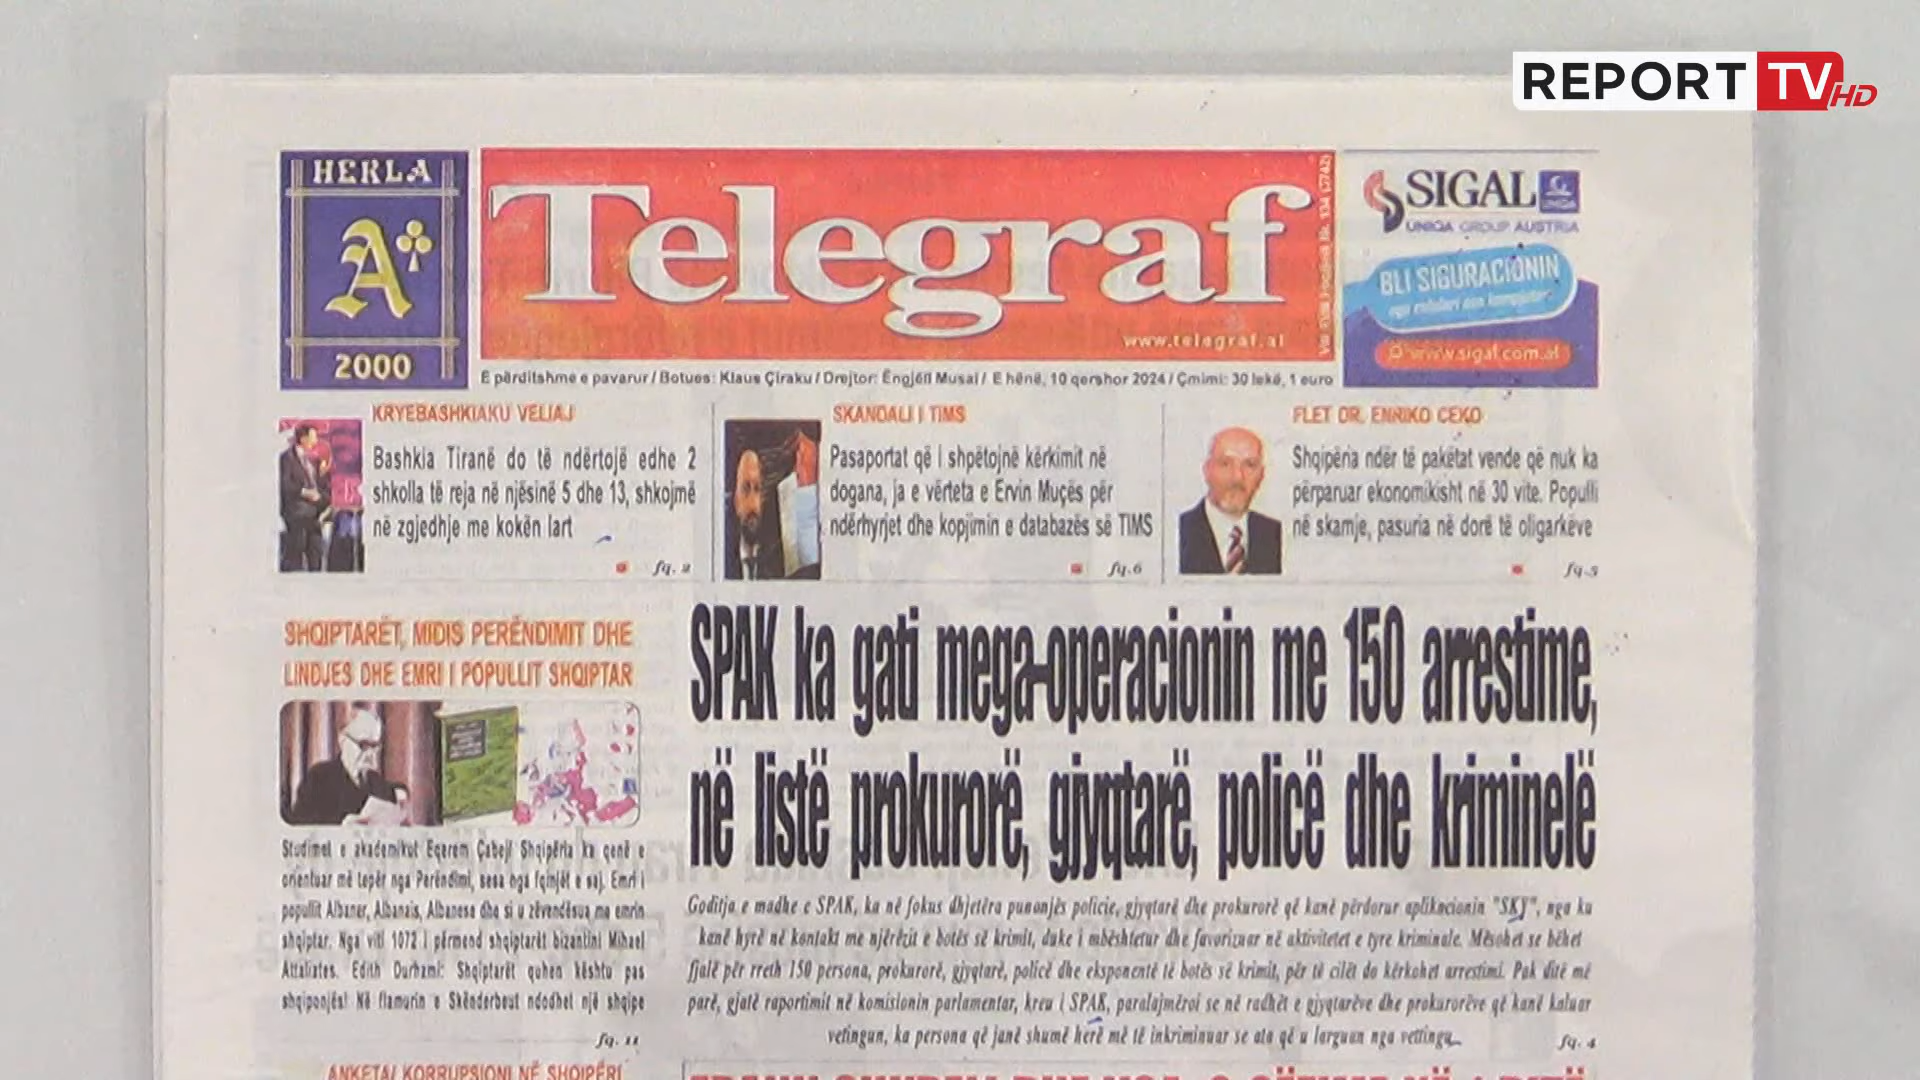 REPORT TV HD
HEKLA
A
2000
Telegraf
www.telegraf.al
E përditshme e pavarur / Botues: Klaus Çiraku / Drejtor: Engjëll Musai / E hënë, 10 qershor 2024 / Çmimi: 30 lekë, 1 euro
SIGAL
UNIQA
UNIQA GROUP AUSTRIA
BLI SIGURACIONIN
www.sigal.com.al
KRYEBASHKIAKU VELIAJ
Bashkia Tiranë do të ndërtojë edhe 2
shkolla të reja në njësinë 5 dhe 13, shkojmë
në zgjedhje me kokën lart
fq. 2
SKANDALI I TIMS
Pasaportat që i shpëtojnë kërkimit në
dogana, ja e vërteta e Ervin Muçës për
ndërhyrjet dhe kopjimin e databazës së TIMS
fq.6
FLET DR. ENNIKO CEKO
Shqipëria ndër të pakëtat vende që nuk ka
përparuar ekonomikisht në 30 vite. Populli
në skamje, pasuria në dorë të oligarkëve
fq.5
SHQIPTARËT, MIDIS PERËNDIMIT DHE
LINDJES DHE EMRI I POPULLIT SHQIPTAR
Studimet e akademikut Eqerem Çabej/ Shqipëria ka qenë e
orientuar më tepër nga Perëndimi, sesa nga fqinjët e saj. Emri i
popullit Albaner, Albanais, Albanese dhe si u zëvendësua me emrin
shqiptar. Nga viti 1072 i përmend shqiptarët bizantini Mihael
Attaliates. Edith Durhami: Shqiptarët quhen kështu pas
shqiponjës! Në flamurin e Skënderbeut ndodhet një shqipe
fq. 11
SPAK ka gati mega-operacionin me 150 arrestime,
në listë prokurorë, gjyqtarë, policë dhe kriminelë
Goditja e madhe e SPAK, ka në fokus dhjetëra punonjës policie, gjyqtarë dhe prokurorë që kanë përdorur aplikacionin "SKY", nga ku
kanë hyrë në kontakt me njërëzit e botës së krimit, duke i mbështetur dhe favorizuar në aktivitetet e tyre kriminale. Mësohet se bëhet
fjalë për rreth 150 persona, prokurorë, gjyqtarë, policë dhe eksponentë të botës së krimit, për të cilët do kërkohet arrestimi. Pak ditë më
parë, gjatë raportimit në komisionin parlamentar, kreu i SPAK, paralajmëroi se në radhët e gjyqtarëve dhe prokurorëve që kanë kaluar
vetingun, ka persona që janë shumë herë më të inkriminuar se ata që u larguan nga vettingu
fq. 4
ANKETA/ KORRUPSIONI NË SHQIPËRI